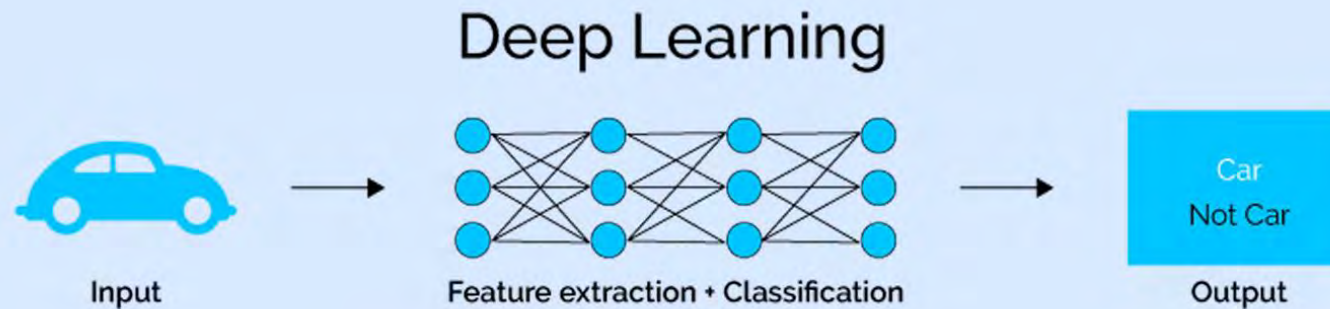 Deep Learning
Car
Not Car
Input
Feature extraction + Classification
Output